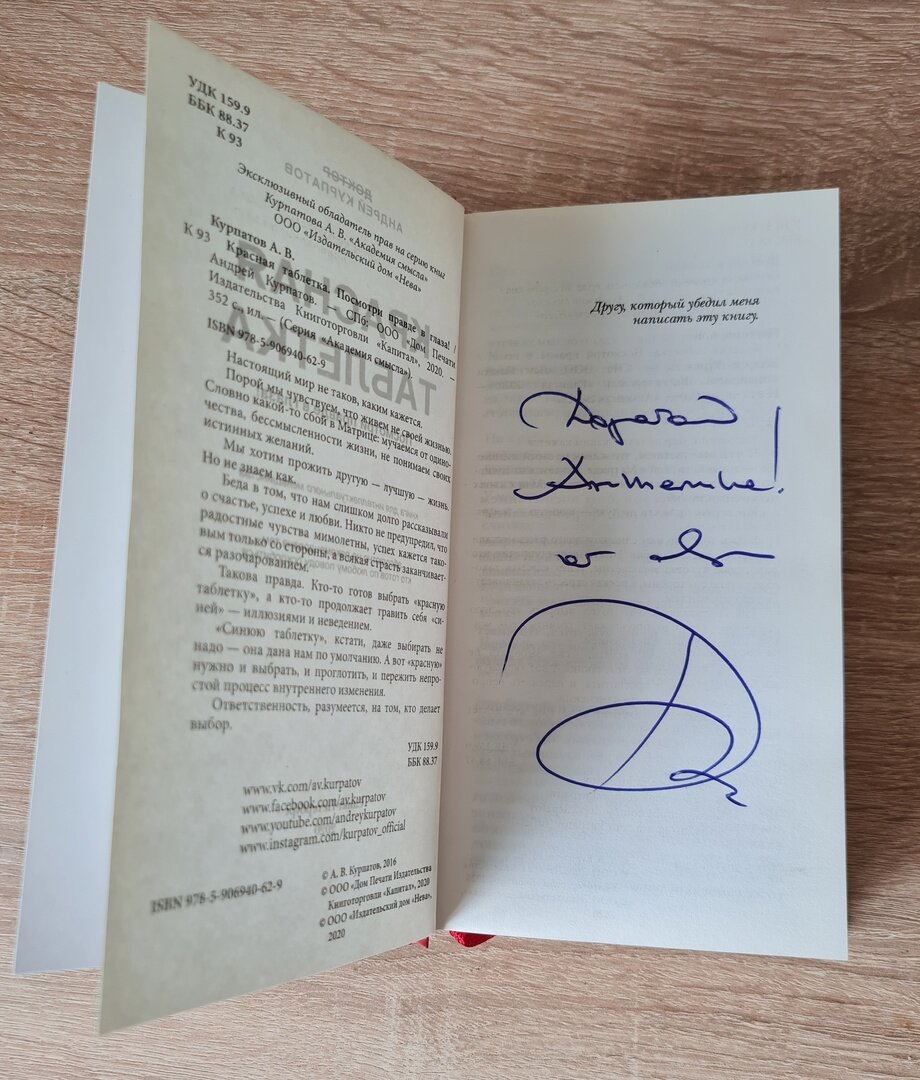 УДК 159.9
ББК 88.37
К 93
Эксклюзивный обладатель прав на серию книг
Курпатова А. В. «Академия смысла»
ООО «Издательский дом «Нева»
Курпатов А. В.
К 93 Красная таблетка. Посмотри правде в глаза! /
Андрей Курпатов. — СПб: ООО «Дом Печати
Издательства Книготорговли «Капитал», 2020. —
352 с., ил. — (Серия «Академия смысла»)
ISBN 978-5-906940-62-9
Настоящий мир не таков, каким кажется.
Порой мы чувствуем, что живем не своей жизнью.
Словно какой-то сбой в Матрице: мучаемся от одино-
чества, бессмысленности жизни, не понимаем своих
истинных желаний.
Мы хотим прожить другую — лучшую — жизнь.
Но не знаем как.
Беда в том, что нам слишком долго рассказывали
о счастье, успехе и любви. Никто не предупредил, что
радостные чувства мимолетны, успех кажется тако-
вым только со стороны, а всякая страсть заканчивает-
ся разочарованием.
Такова правда. Кто-то готов выбрать «красную
таблетку», а кто-то продолжает травить себя «си-
ней» — иллюзиями и неведением.
«Синюю таблетку», кстати, даже выбирать не
надо — она дана нам по умолчанию. А вот «красную»
нужно и выбрать, и проглотить, и пережить непро-
стой процесс внутреннего изменения.
Ответственность, разумеется, на том, кто делает
выбор.
УДК 159.9
ББК 88.37
www.vk.com/av.kurpatov
www.facebook.com/av.kurpatov
www.youtube.com/andreykurpatov
www.instagram.com/kurpatov_official
ISBN 978-5-906940-62-9
© А. В. Курпатов, 2016
© ООО «Дом Печати Издательства
Книготорговли «Капитал», 2020
© ООО «Издательский дом «Нева»,
2020
Другу, который убедил меня
написать эту книгу.
Дорогой
от